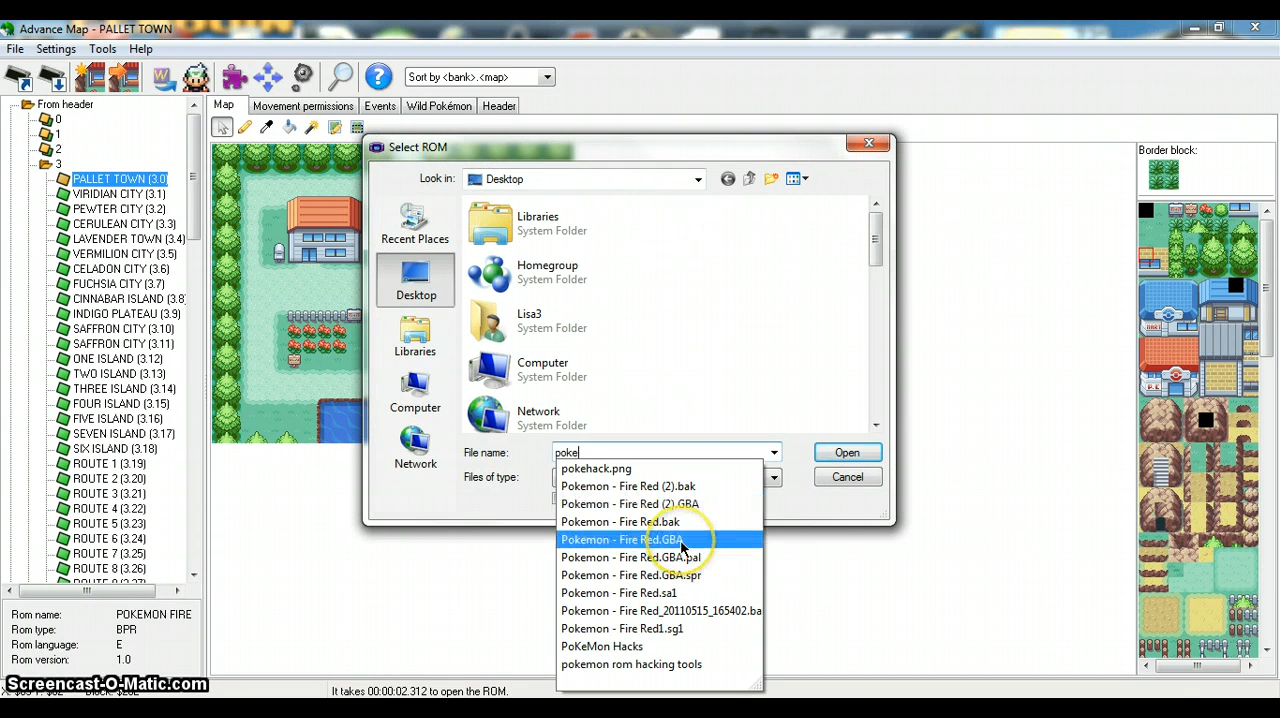 Advance Map - PALLET TOWN
File Settings Tools Help
Sort by <bank>.<map>
From header
0
1
2
3
PALLET TOWN (3.0)
VIRIDIAN CITY (3.1)
PEWTER CITY (3.2)
CERULEAN CITY (3.3)
LAVENDER TOWN (3.4)
VERMILION CITY (3.5)
CELADON CITY (3.6)
FUCHSIA CITY (3.7)
CINNABAR ISLAND (3.8)
INDIGO PLATEAU (3.9)
SAFFRON CITY (3.10)
SAFFRON CITY (3.11)
ONE ISLAND (3.12)
TWO ISLAND (3.13)
THREE ISLAND (3.14)
FOUR ISLAND (3.15)
FIVE ISLAND (3.16)
SEVEN ISLAND (3.17)
SIX ISLAND (3.18)
ROUTE 1 (3.19)
ROUTE 2 (3.20)
ROUTE 3 (3.21)
ROUTE 4 (3.22)
ROUTE 5 (3.23)
ROUTE 6 (3.24)
ROUTE 7 (3.25)
ROUTE 8 (3.26)
Rom name: POKEMON FIRE
Rom type: BPR
Rom language: E
Rom version: 1.0
Map Movement permissions Events Wild Pokémon Header
Select ROM
Look in: Desktop
Recent Places
Desktop
Libraries
Computer
Network
Libraries
System Folder
Homegroup
System Folder
Lisa3
System Folder
Computer
System Folder
Network
System Folder
File name: poke
Open
Files of type:
Cancel
pokehack.png
Pokemon - Fire Red (2).bak
Pokemon - Fire Red (2).GBA
Pokemon - Fire Red.bak
Pokemon - Fire Red.GBA
Pokemon - Fire Red.GBA.pal
Pokemon - Fire Red.GBA.spr
Pokemon - Fire Red.sa1
Pokemon - Fire Red_20110515_165402.ba
Pokemon - Fire Red1.sg1
PoKeMon Hacks
pokemon rom hacking tools
Border block:
Screencast-O-Matic.com
It takes 00:00:02.312 to open the ROM.